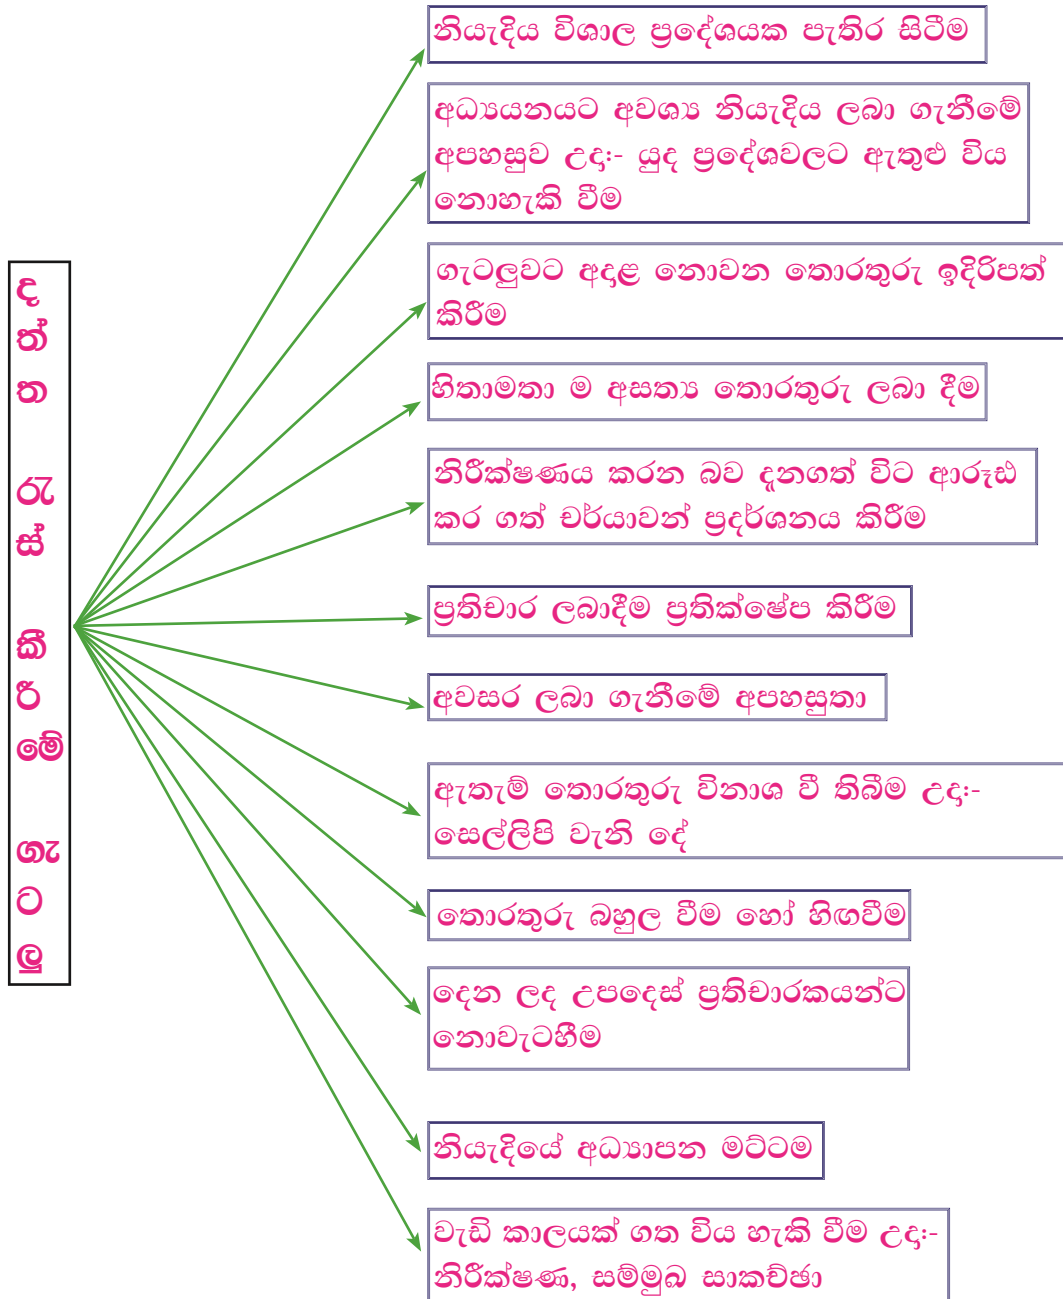 දත්ත රැස් කිරීමේ ගැටලු
නියැදිය විශාල ප්‍රදේශයක පැතිර සිටීම
අධ්‍යයනයට අවශ්‍ය නියැදිය ලබා ගැනීමේ
අපහසුව උදා:- යුද ප්‍රදේශවලට ඇතුළු විය
නොහැකි වීම
ගැටලුවට අදාළ නොවන තොරතුරු ඉදිරිපත්
කිරීම
හිතාමතා ම අසත්‍ය තොරතුරු ලබා දීම
නිරීක්ෂණය කරන බව දැනගත් විට ආරූඪ
කර ගත් චර්යාවන් ප්‍රදර්ශනය කිරීම
ප්‍රතිචාර ලබාදීම ප්‍රතික්ෂේප කිරීම
අවසර ලබා ගැනීමේ අපහසුතා
ඇතැම් තොරතුරු විනාශ වී තිබීම උදා:-
සෙල්ලිපි වැනි දේ
තොරතුරු බහුල වීම හෝ හිඟවීම
දෙන ලද උපදෙස් ප්‍රතිචාරකයන්ට
නොවැටහීම
නියැදියේ අධ්‍යාපන මට්ටම
වැඩි කාලයක් ගත විය හැකි වීම උදා:-
නිරීක්ෂණ, සම්මුඛ සාකච්ඡා